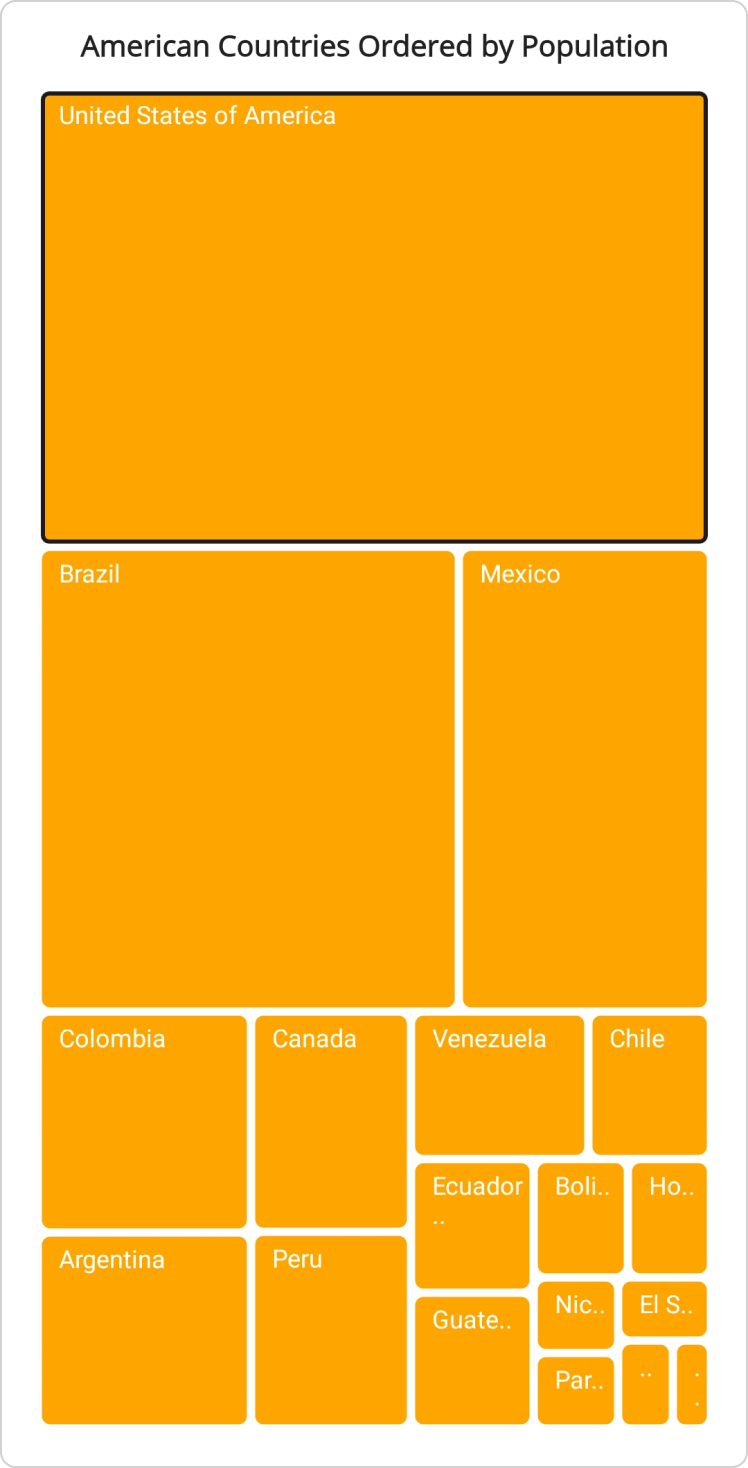 American Countries Ordered by Population
United States of America
Brazil
Mexico
Colombia
Canada
Venezuela
Chile
Ecuador
..
Boli..
Ho..
Argentina
Peru
Guate..
Nic..
El S..
Par..
..
.
.